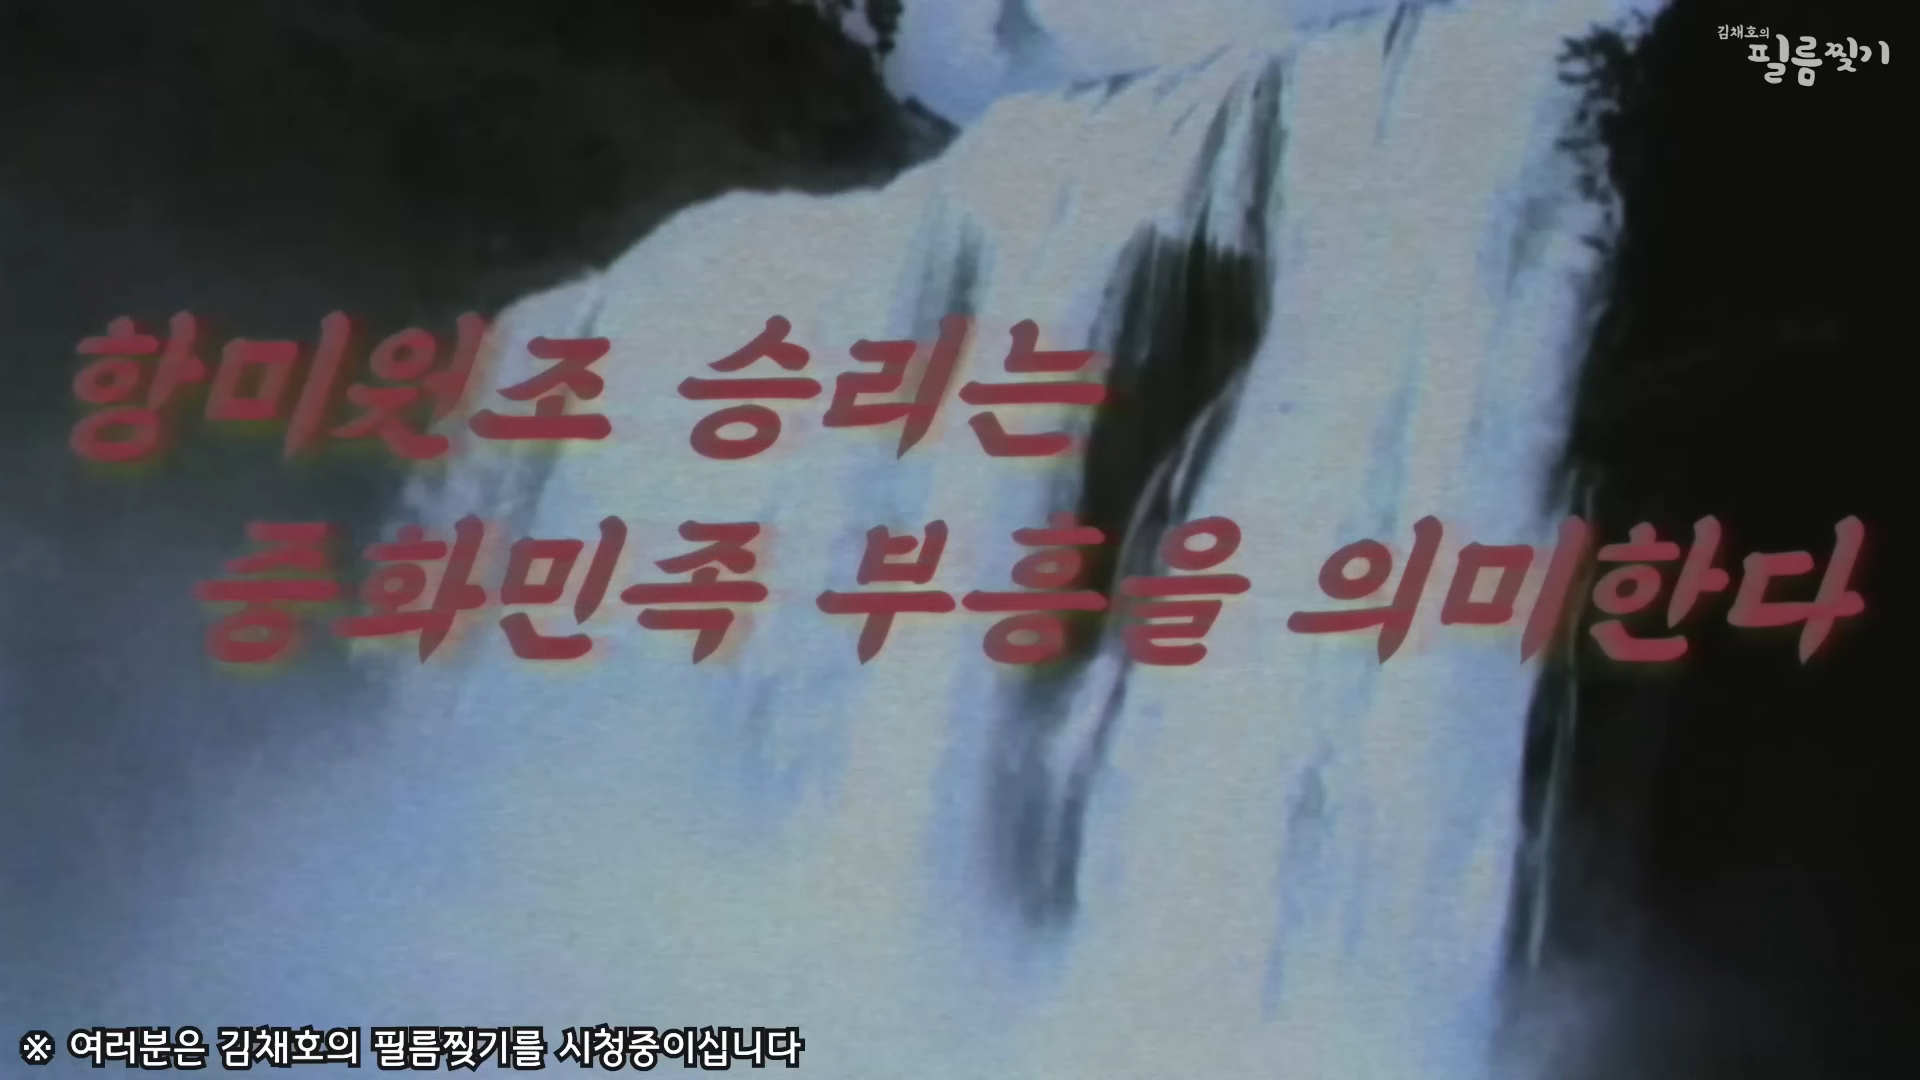 김채호의
필름찢기
항미원조 승리는
중화민족 부흥을 의미한다
※ 여러분은 김채호의 필름찢기를 시청중이십니다